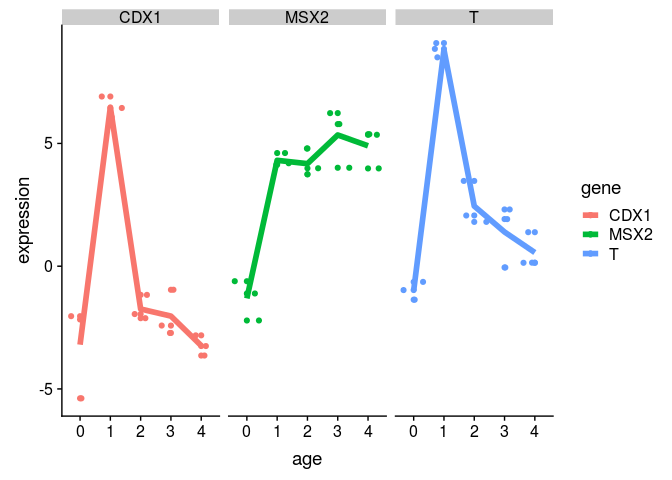 CDX1 MSX2 T
expression
5
0
-5
0 1 2 3 4 0 1 2 3 4 0 1 2 3 4
age
gene
CDX1
MSX2
T